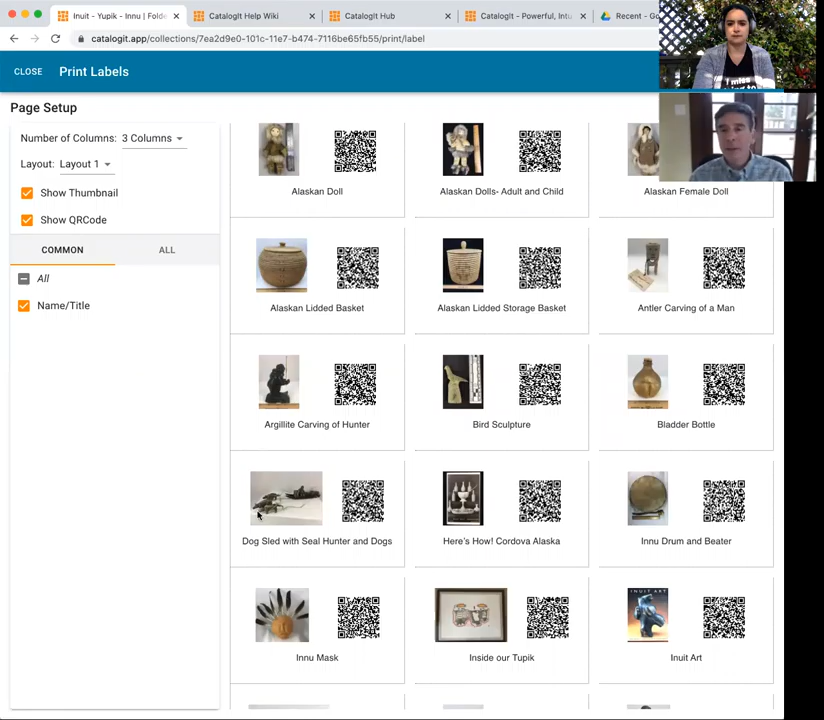 Inuit - Yupik - Innu | Folde
CatalogIt Help Wiki
CatalogIt Hub
CatalogIt - Powerful, Intu
Recent - Go
catalogit.app/collections/7ea2d9e0-101c-11e7-b474-7116be65fb55/print/label
CLOSE
Print Labels
I miss
Page Setup
Number of Columns: 3 Columns
Layout: Layout 1
Show Thumbnail
Show QRCode
COMMON
ALL
All
Name/Title
Alaskan Doll
Alaskan Dolls- Adult and Child
Alaskan Female Doll
Alaskan Lidded Basket
Alaskan Lidded Storage Basket
Antler Carving of a Man
Argillite Carving of Hunter
Bird Sculpture
Bladder Bottle
Dog Sled with Seal Hunter and Dogs
Here's How! Cordova Alaska
Innu Drum and Beater
INUIT ART
Innu Mask
Inside our Tupik
Inuit Art